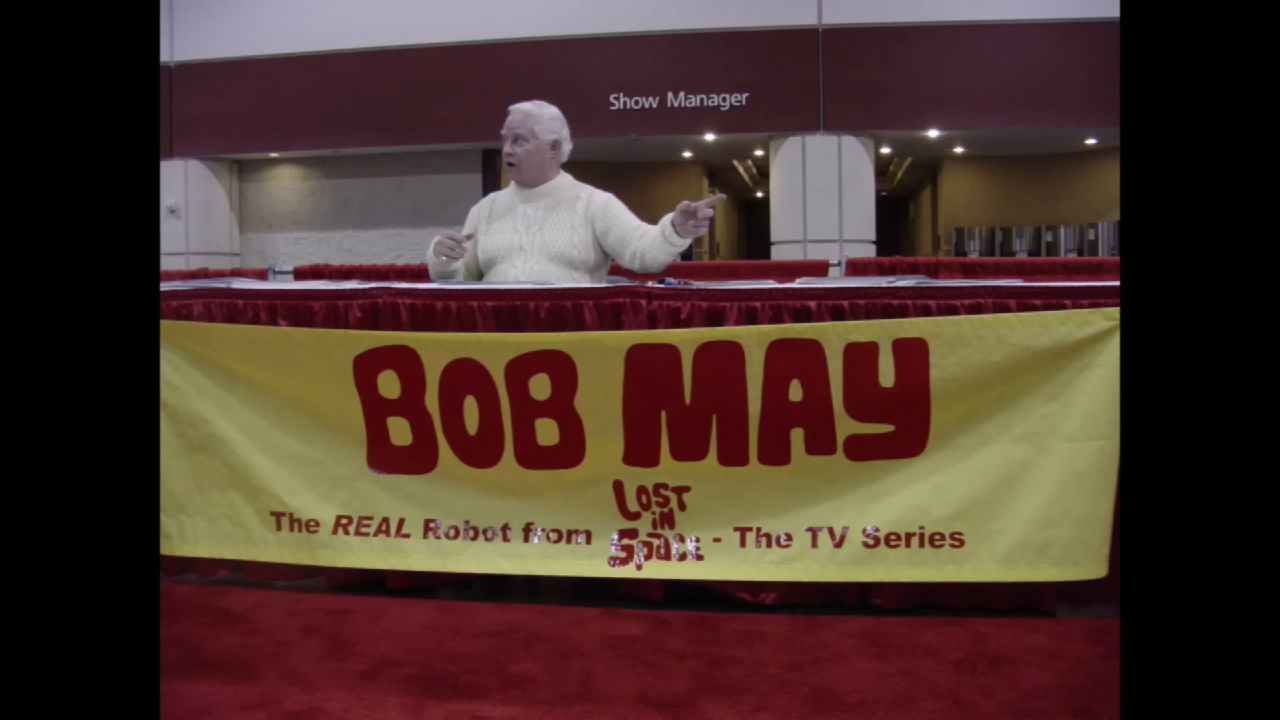 Show Manager
BOB MAY
The REAL Robot from LOST iN Space - The TV Series